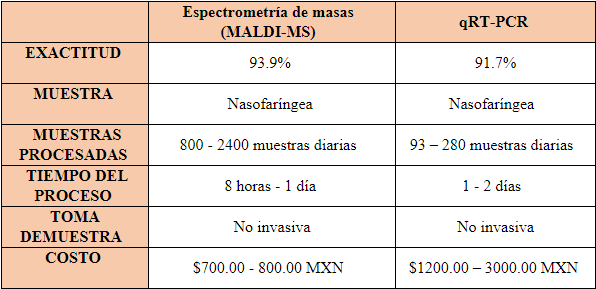 Espectrometría de masas
(MALDI-MS)
qRT-PCR
EXACTITUD
93.9%
91.7%
MUESTRA
Nasofaríngea
Nasofaríngea
MUESTRAS
PROCESADAS
800 - 2400 muestras diarias
93 – 280 muestras diarias
TIEMPO DEL
PROCESO
8 horas - 1 día
1 - 2 días
TOMA
DEMUESTRA
No invasiva
No invasiva
COSTO
$700.00 - 800.00 MXN
$1200.00 – 3000.00 MXN